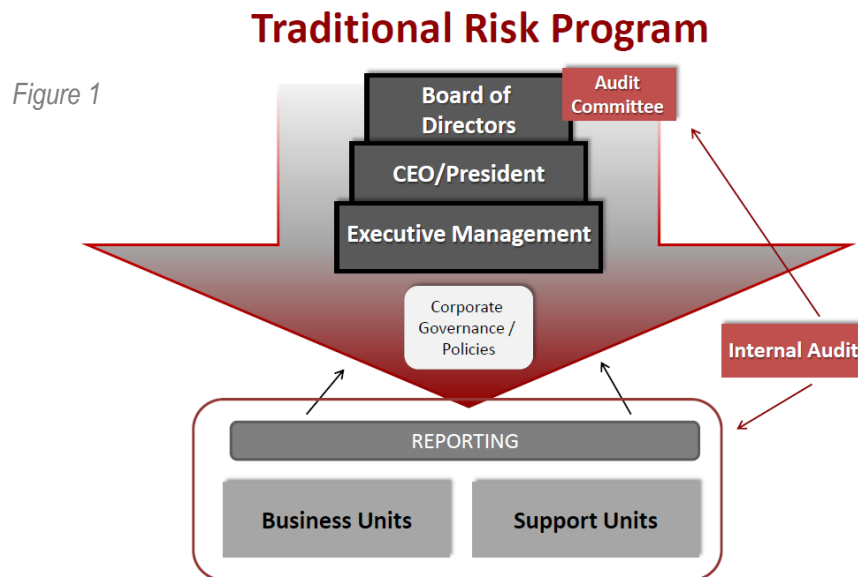 Traditional Risk Program
Figure 1
Board of
Directors
Audit
Committee
CEO/President
Executive Management
Corporate
Governance /
Policies
Internal Audit
REPORTING
Business Units
Support Units